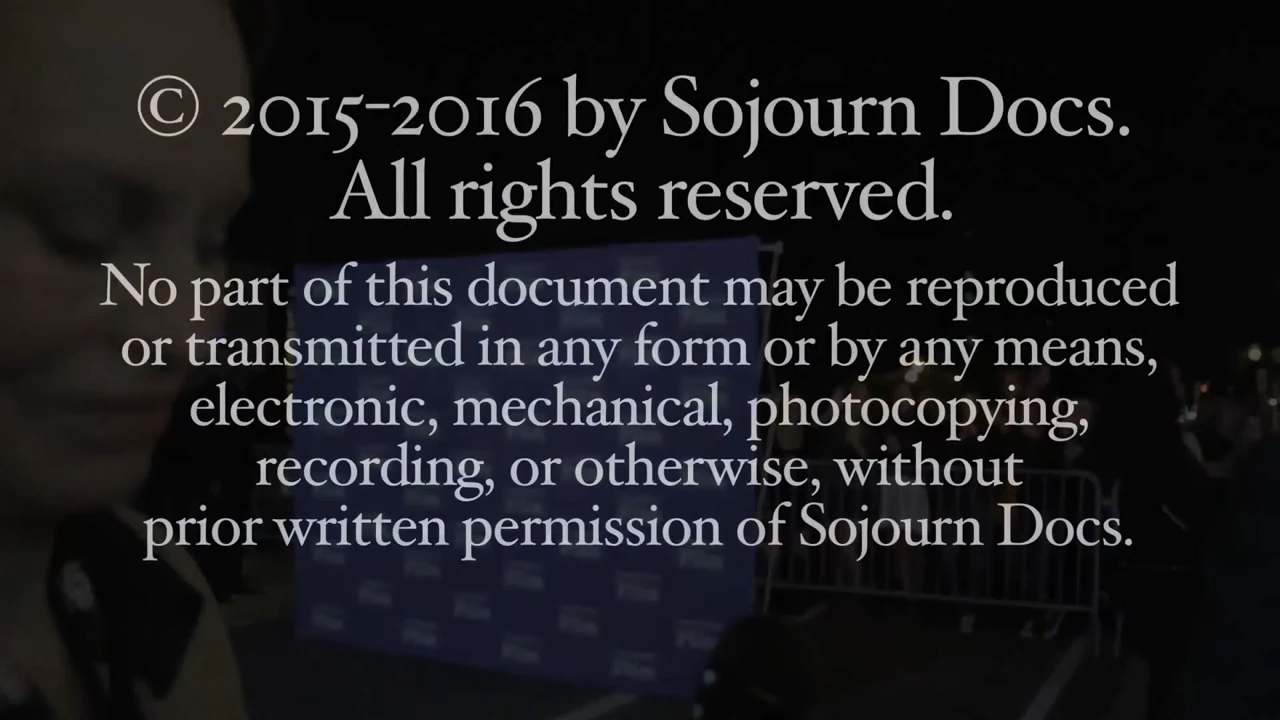 © 2015-2016 by Sojourn Docs.
All rights reserved.
No part of this document may be reproduced
or transmitted in any form or by any means,
electronic, mechanical, photocopying,
recording, or otherwise, without
prior written permission of Sojourn Docs.